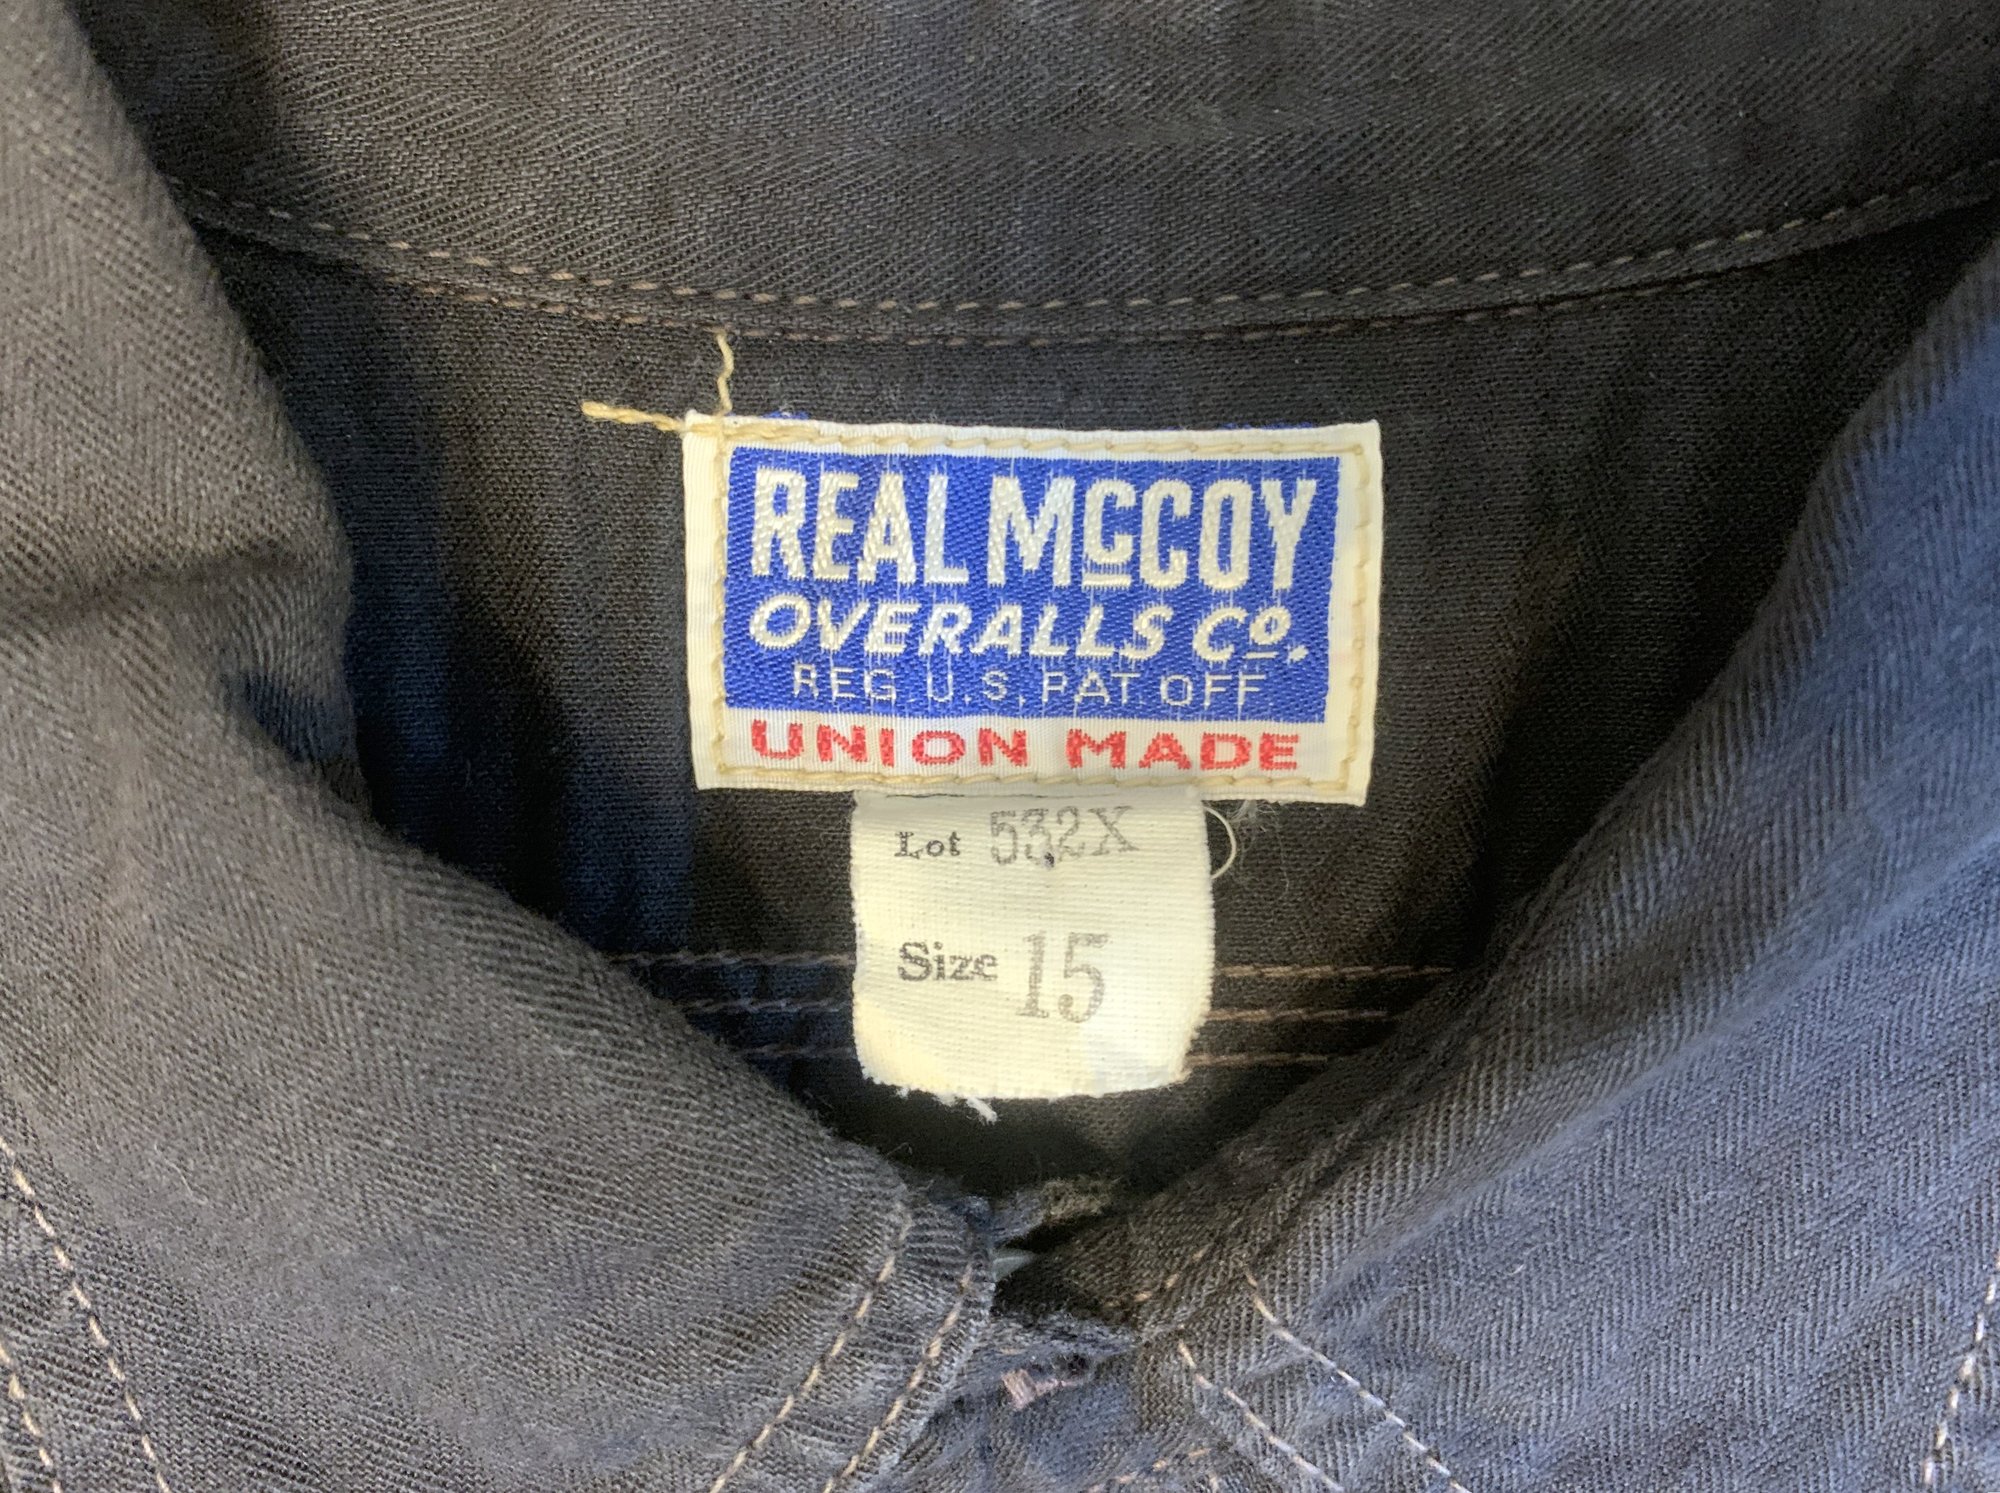 REAL McCOY
OVERALLS Co.
REG. U.S. PAT. OFF.
UNION MADE
Lot 532X
Size 15